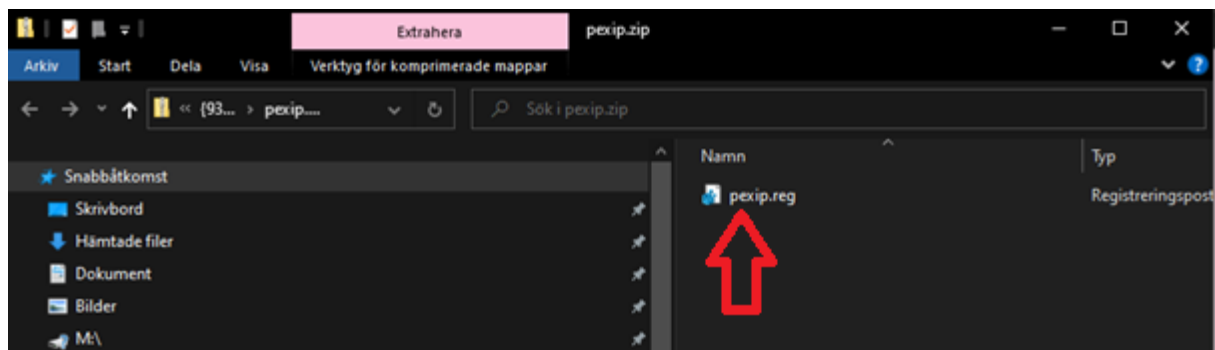 Extrahera pexip.zip
Arkiv Start Dela Visa Verktyg för komprimerade mappar
« {93... › pexip.... Sök i pexip.zip
Namn Typ
Snabbåtkomst
pexip.reg Registreringspost
Skrivbord
Hämtade filer
Dokument
Bilder
M:\